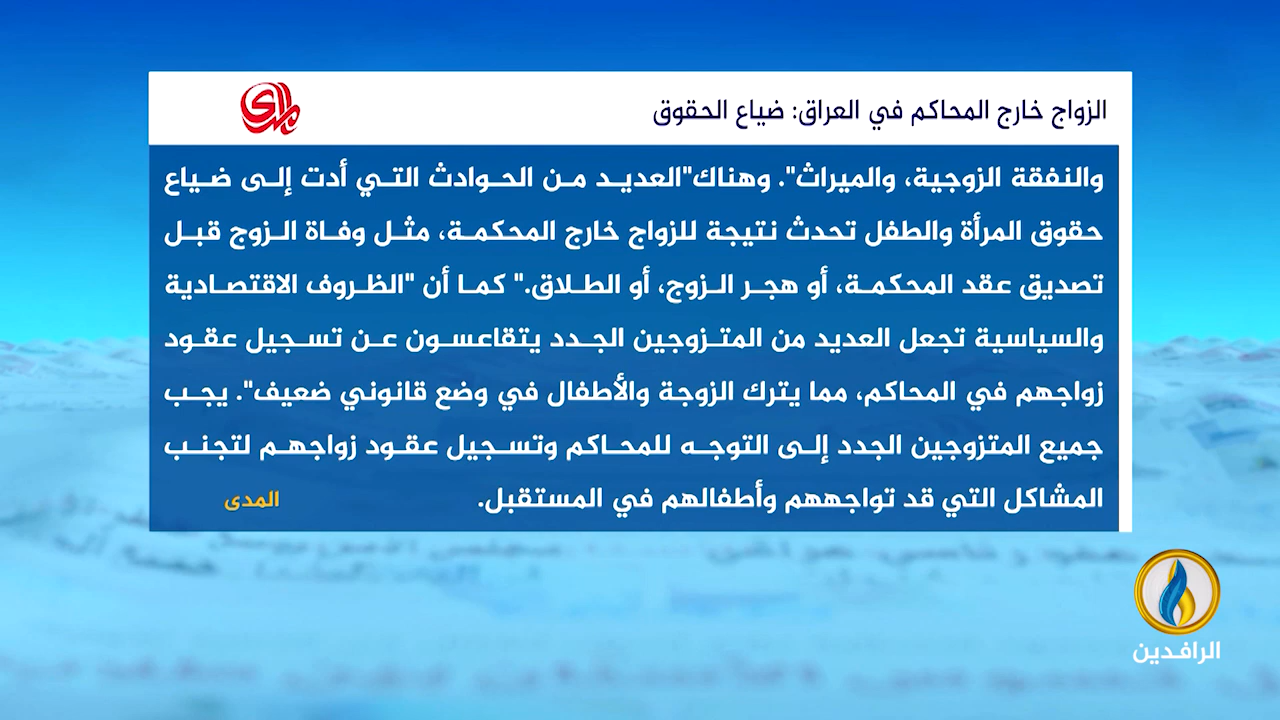 الزواج خارج المحاكم في العراق: ضياع الحقوق
المدى
والنفقة الزوجية، والميراث". وهناك"العديد من الحوادث التي أدت إلى ضياع
حقوق المرأة والطفل تحدث نتيجة للزواج خارج المحكمة، مثل وفاة الزوج قبل
تصديق عقد المحكمة، أو هجر الزوج، أو الطلاق." كما أن "الظروف الاقتصادية
والسياسية تجعل العديد من المتزوجين الجدد يتقاعسون عن تسجيل عقود
زواجهم في المحاكم، مما يترك الزوجة والأطفال في وضع قانوني ضعيف". يجب
جميع المتزوجين الجدد إلى التوجه للمحاكم وتسجيل عقود زواجهم لتجنب
المشاكل التي قد تواجههم وأطفالهم في المستقبل.
المدى
الرافدين